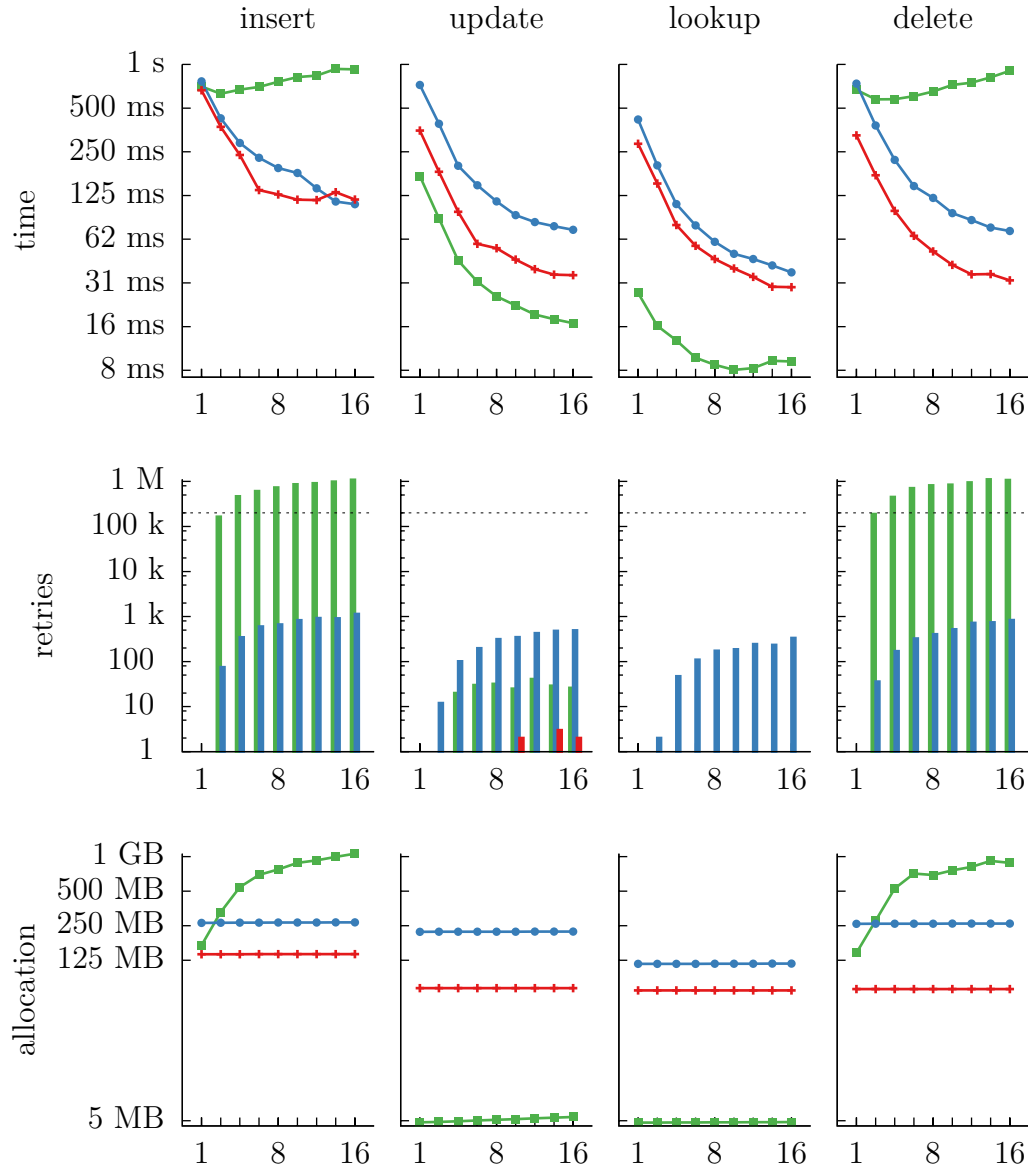 insert update lookup delete
1 s
500 ms
250 ms
125 ms
62 ms
31 ms
16 ms
8 ms
time
1 8 16 1 8 16 1 8 16 1 8 16
1 M
100 k
10 k
1 k
100
10
1
retries
1 8 16 1 8 16 1 8 16 1 8 16
1 GB
500 MB
250 MB
125 MB
5 MB
allocation
1 8 16 1 8 16 1 8 16 1 8 16